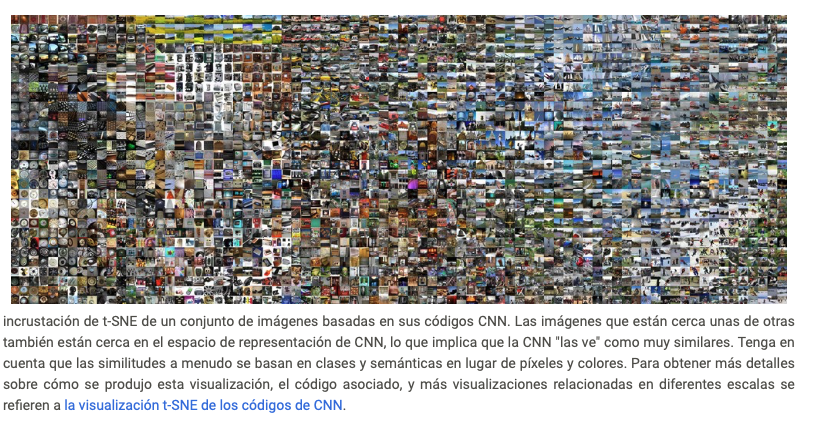 incrustación de t-SNE de un conjunto de imágenes basadas en sus códigos CNN. Las imágenes que están cerca unas de otras
también están cerca en el espacio de representación de CNN, lo que implica que la CNN "las ve" como muy similares. Tenga en
cuenta que las similitudes a menudo se basan en clases y semánticas en lugar de píxeles y colores. Para obtener más detalles
sobre cómo se produjo esta visualización, el código asociado, y más visualizaciones relacionadas en diferentes escalas se
refieren a la visualización t-SNE de los códigos de CNN.